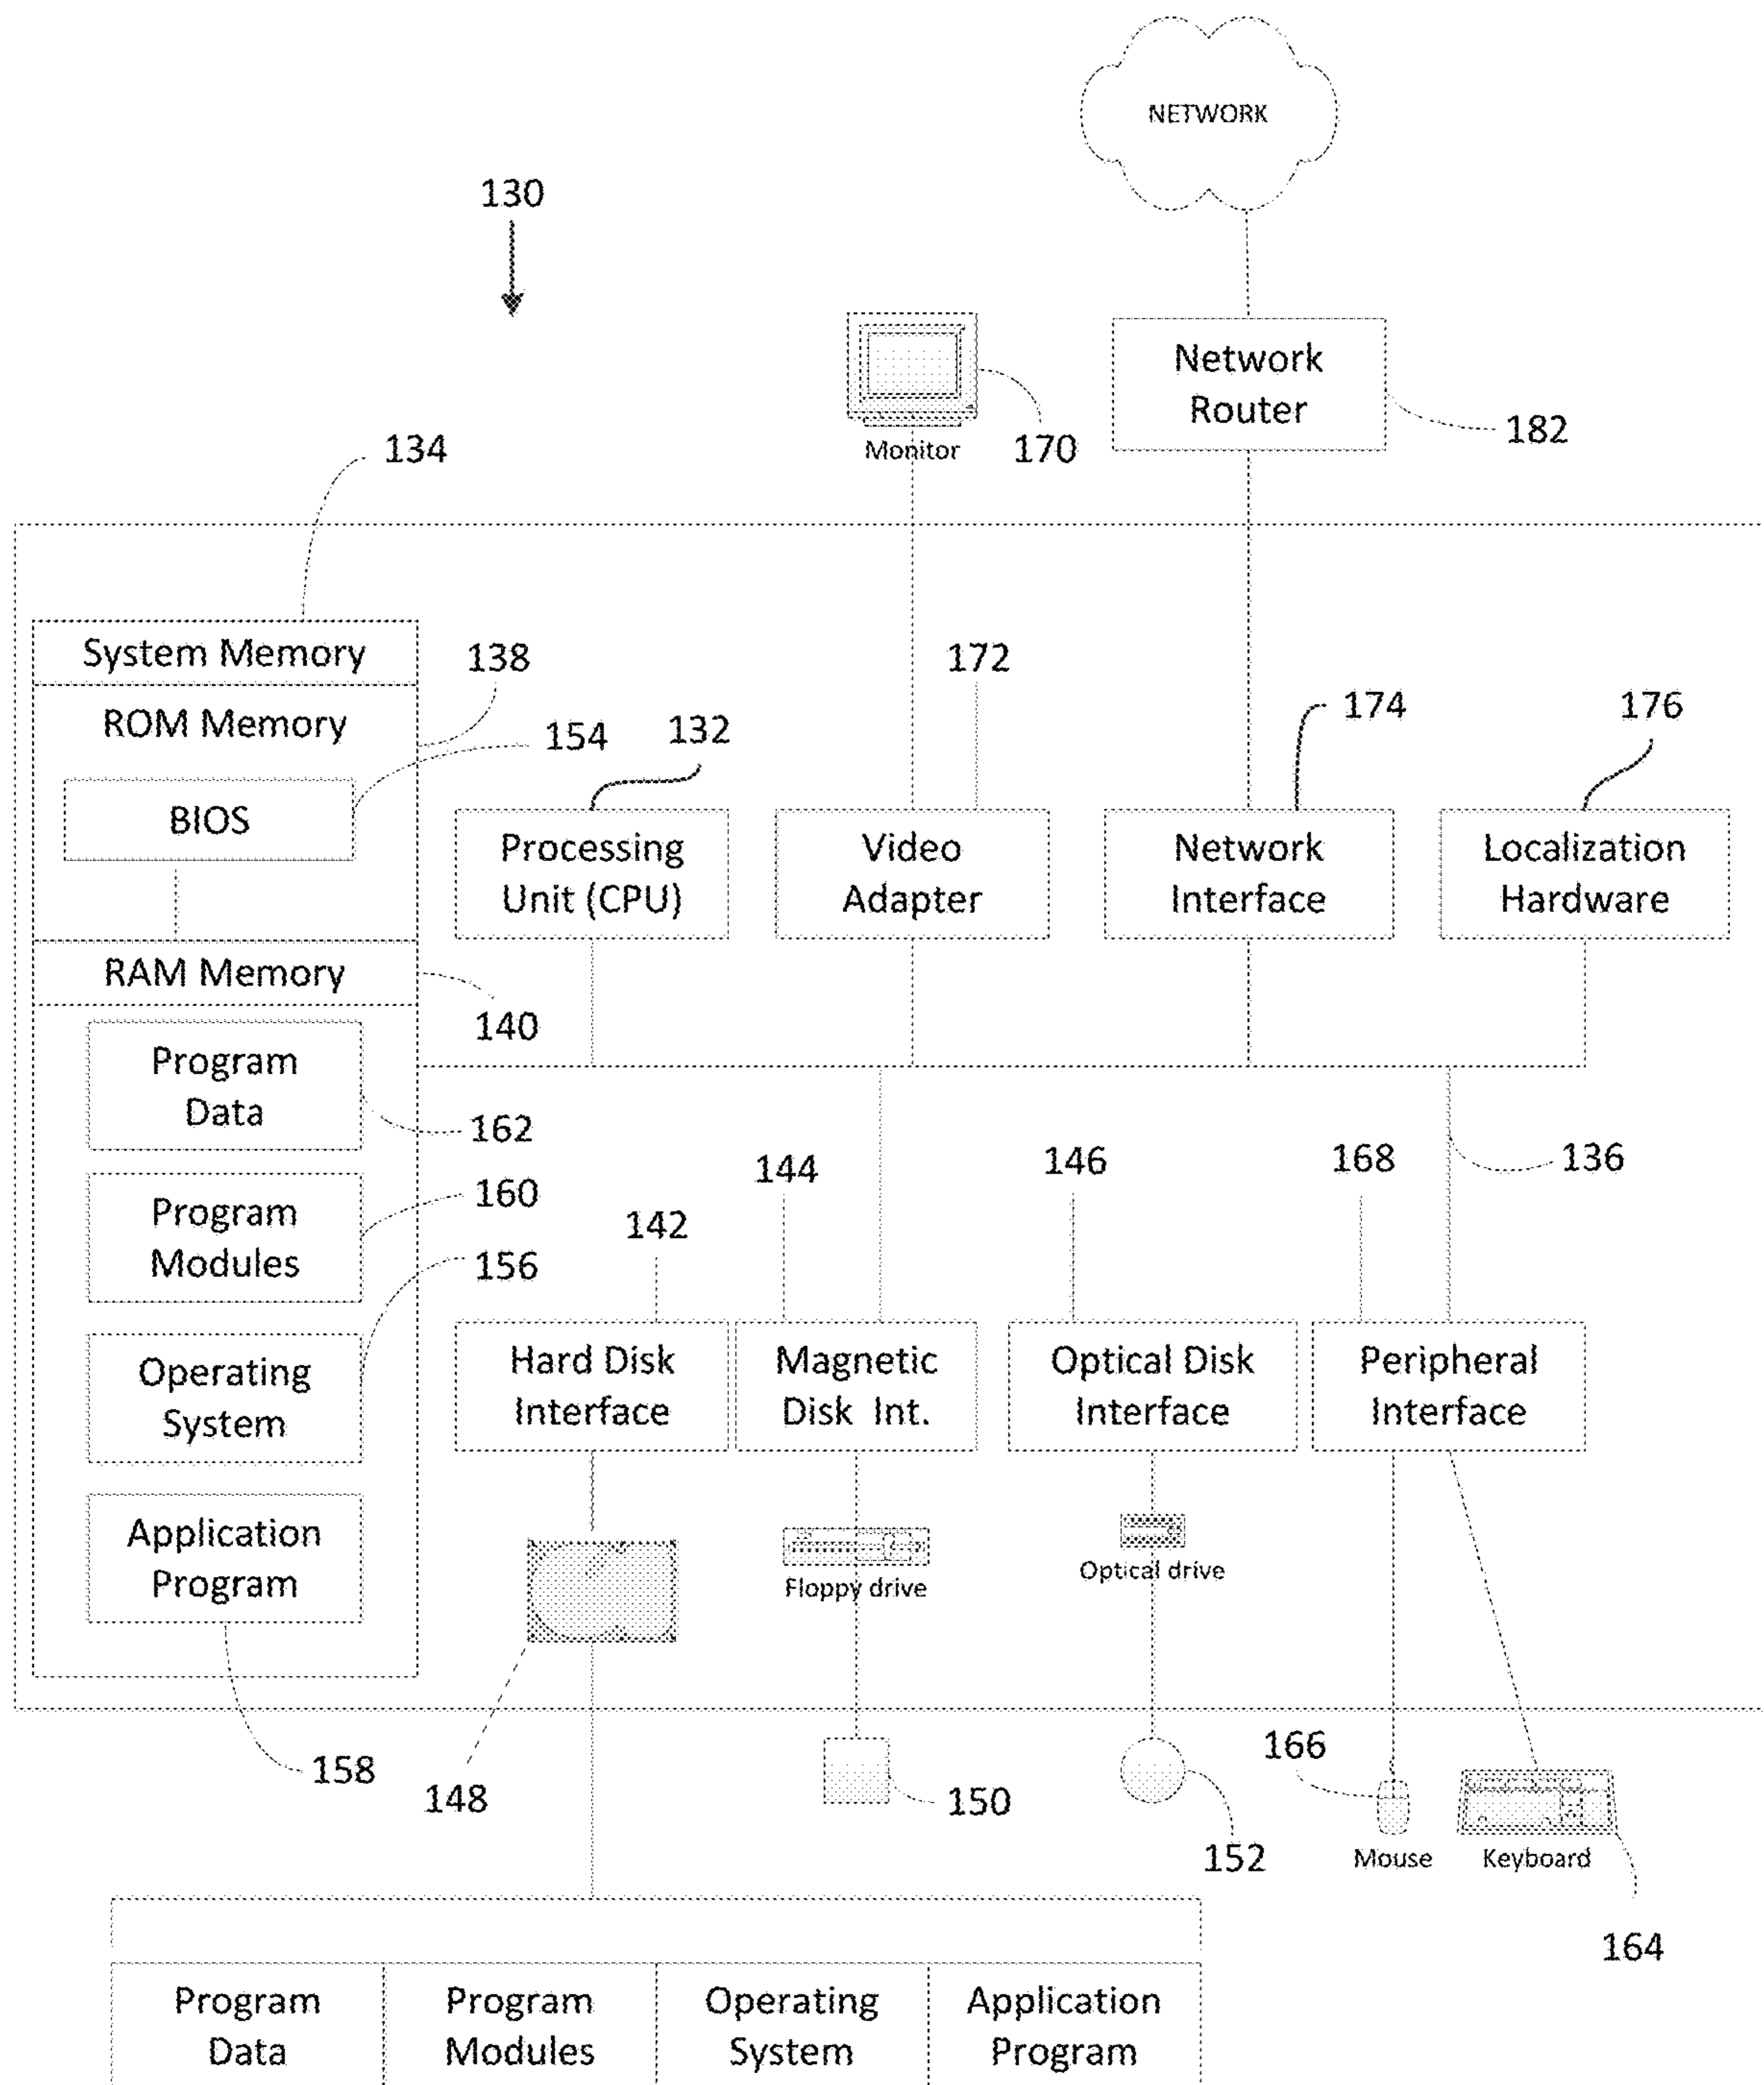 NETWORK
130
Network
Router
182
Monitor
170
134
System Memory
138
172
ROM Memory
174
176
154
132
BIOS
Processing
Unit (CPU)
Video
Adapter
Network
Interface
Localization
Hardware
RAM Memory
140
Program
Data
162
144
146
168
136
Program
Modules
160
142
156
Operating
System
Hard Disk
Interface
Magnetic
Disk Int.
Optical Disk
Interface
Peripheral
Interface
Application
Program
Floppy drive
Optical drive
158
148
150
152
166
Mouse
Keyboard
164
Program
Data
Program
Modules
Operating
System
Application
Program